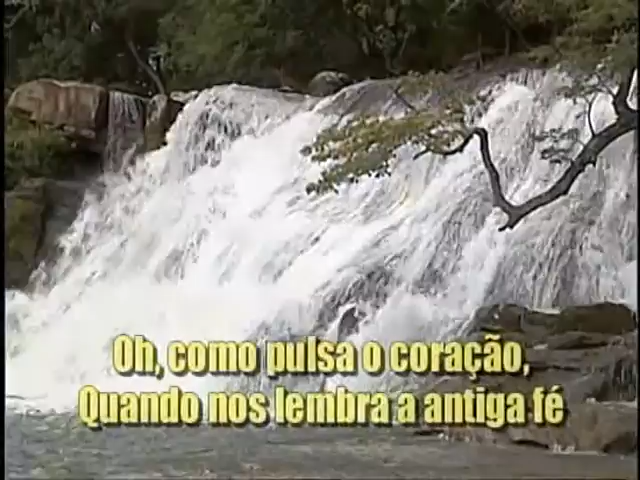 Oh, como pulsa o coração,
Quando nos lembra a antiga fé